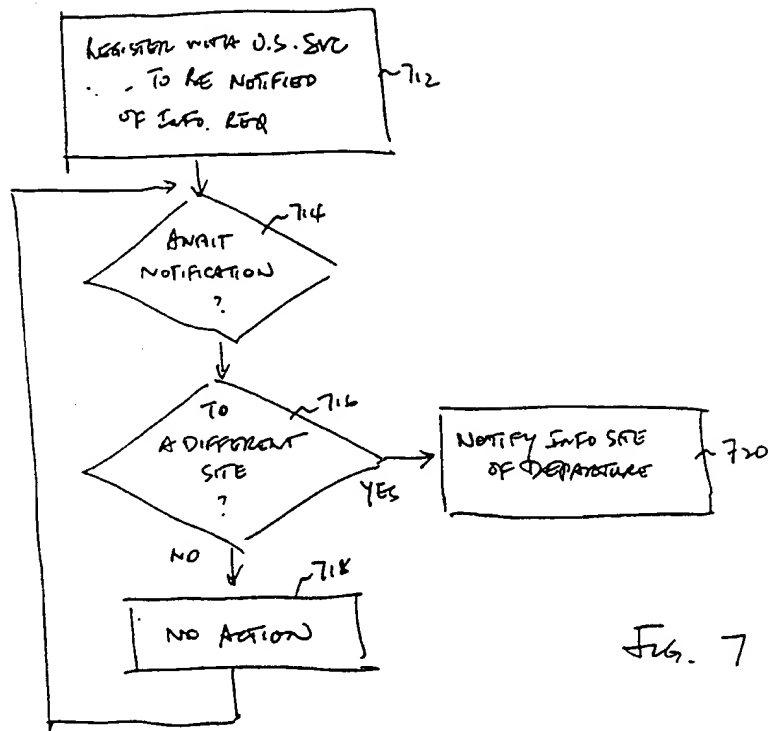 REGISTER WITH O.S. SVC
. . . TO BE NOTIFIED
OF INFO. REQ
712
714
AWAIT
NOTIFICATION
?
716
TO
A DIFFERENT
SITE
?
YES
NOTIFY INFO SITE
OF DEPARTURE
720
NO
718
NO ACTION
FIG. 7